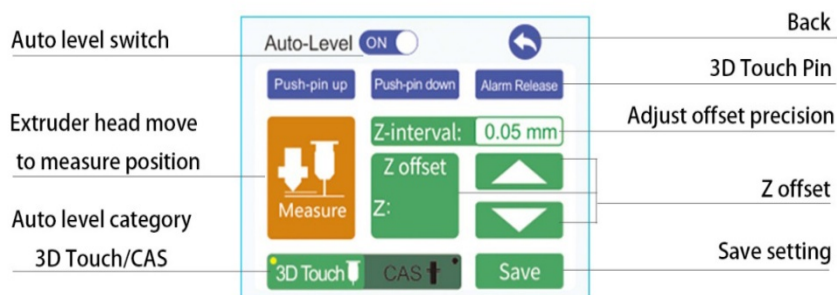 Auto level switch
Extruder head move
to measure position
Auto level category
3D Touch/CAS
Auto-Level ON
Push-pin up Push-pin down Alarm Release
Measure
Z-interval: 0.05 mm
Z offset
Z:
3D Touch CAS Save
Back
3D Touch Pin
Adjust offset precision
Z offset
Save setting